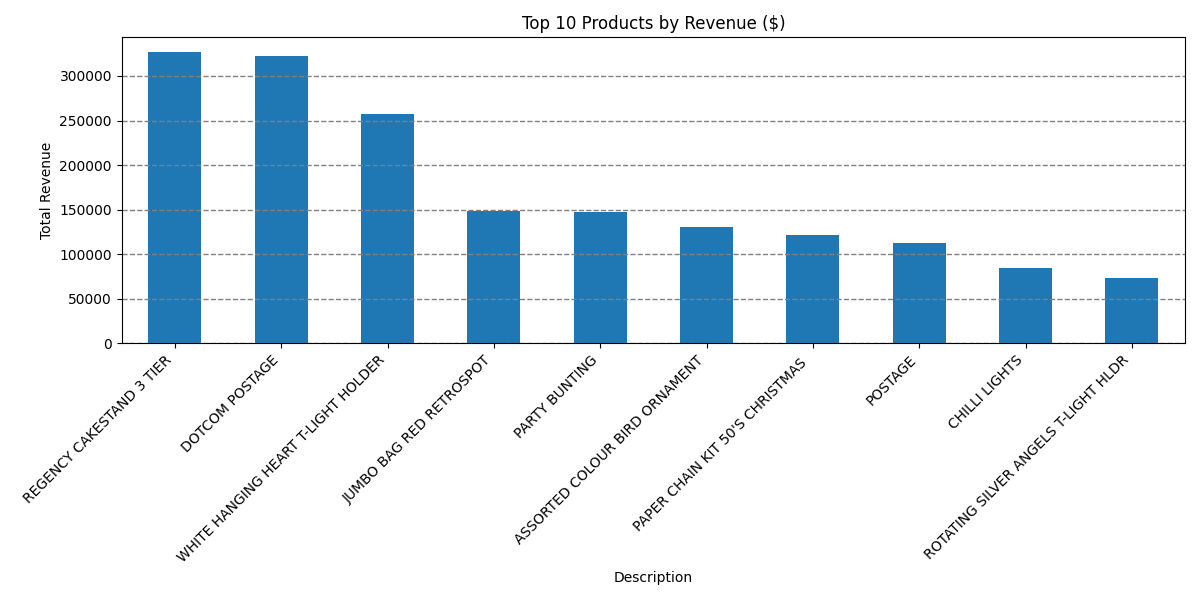 Top 10 Products by Revenue ($)
Total Revenue
300000
250000
200000
150000
100000
50000
0
REGENCY CAKESTAND 3 TIER
DOTCOM POSTAGE
WHITE HANGING HEART T-LIGHT HOLDER
JUMBO BAG RED RETROSPOT
PARTY BUNTING
ASSORTED COLOUR BIRD ORNAMENT
PAPER CHAIN KIT 50'S CHRISTMAS
POSTAGE
CHILLI LIGHTS
ROTATING SILVER ANGELS T-LIGHT HLDR
Description